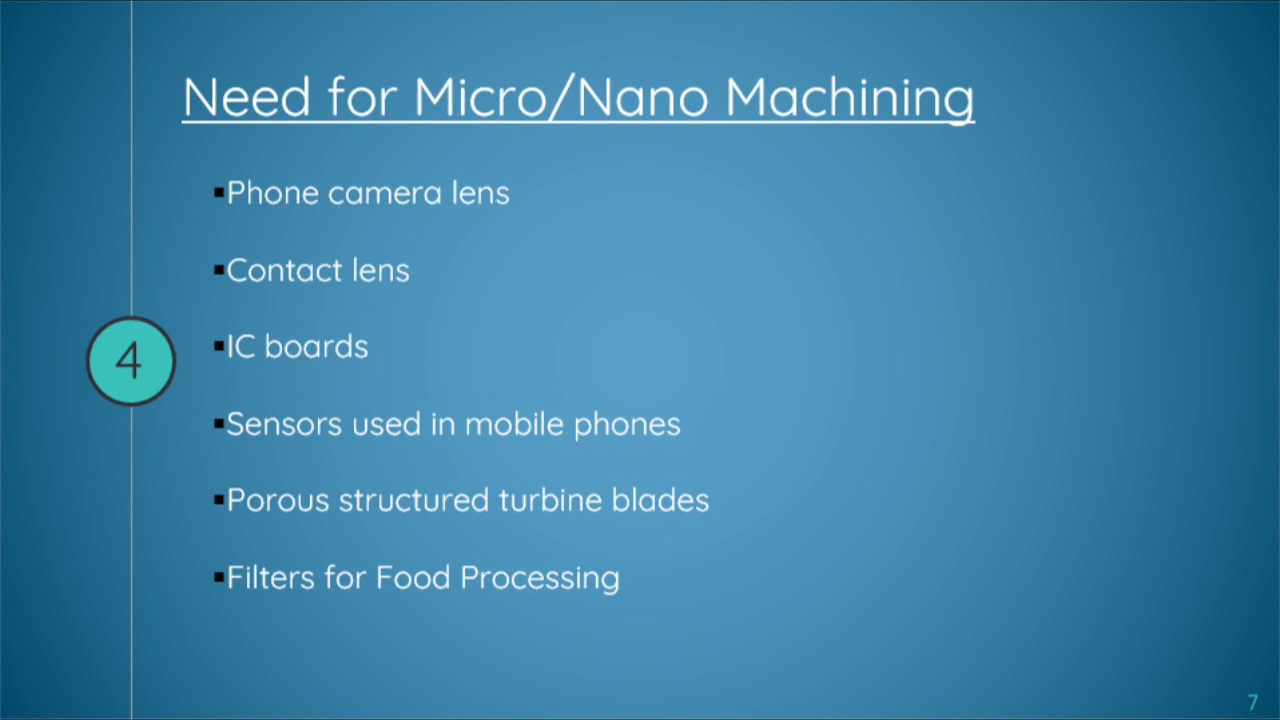 Need for Micro/Nano Machining
▪Phone camera lens
▪Contact lens
4
▪IC boards
▪Sensors used in mobile phones
▪Porous structured turbine blades
▪Filters for Food Processing
7